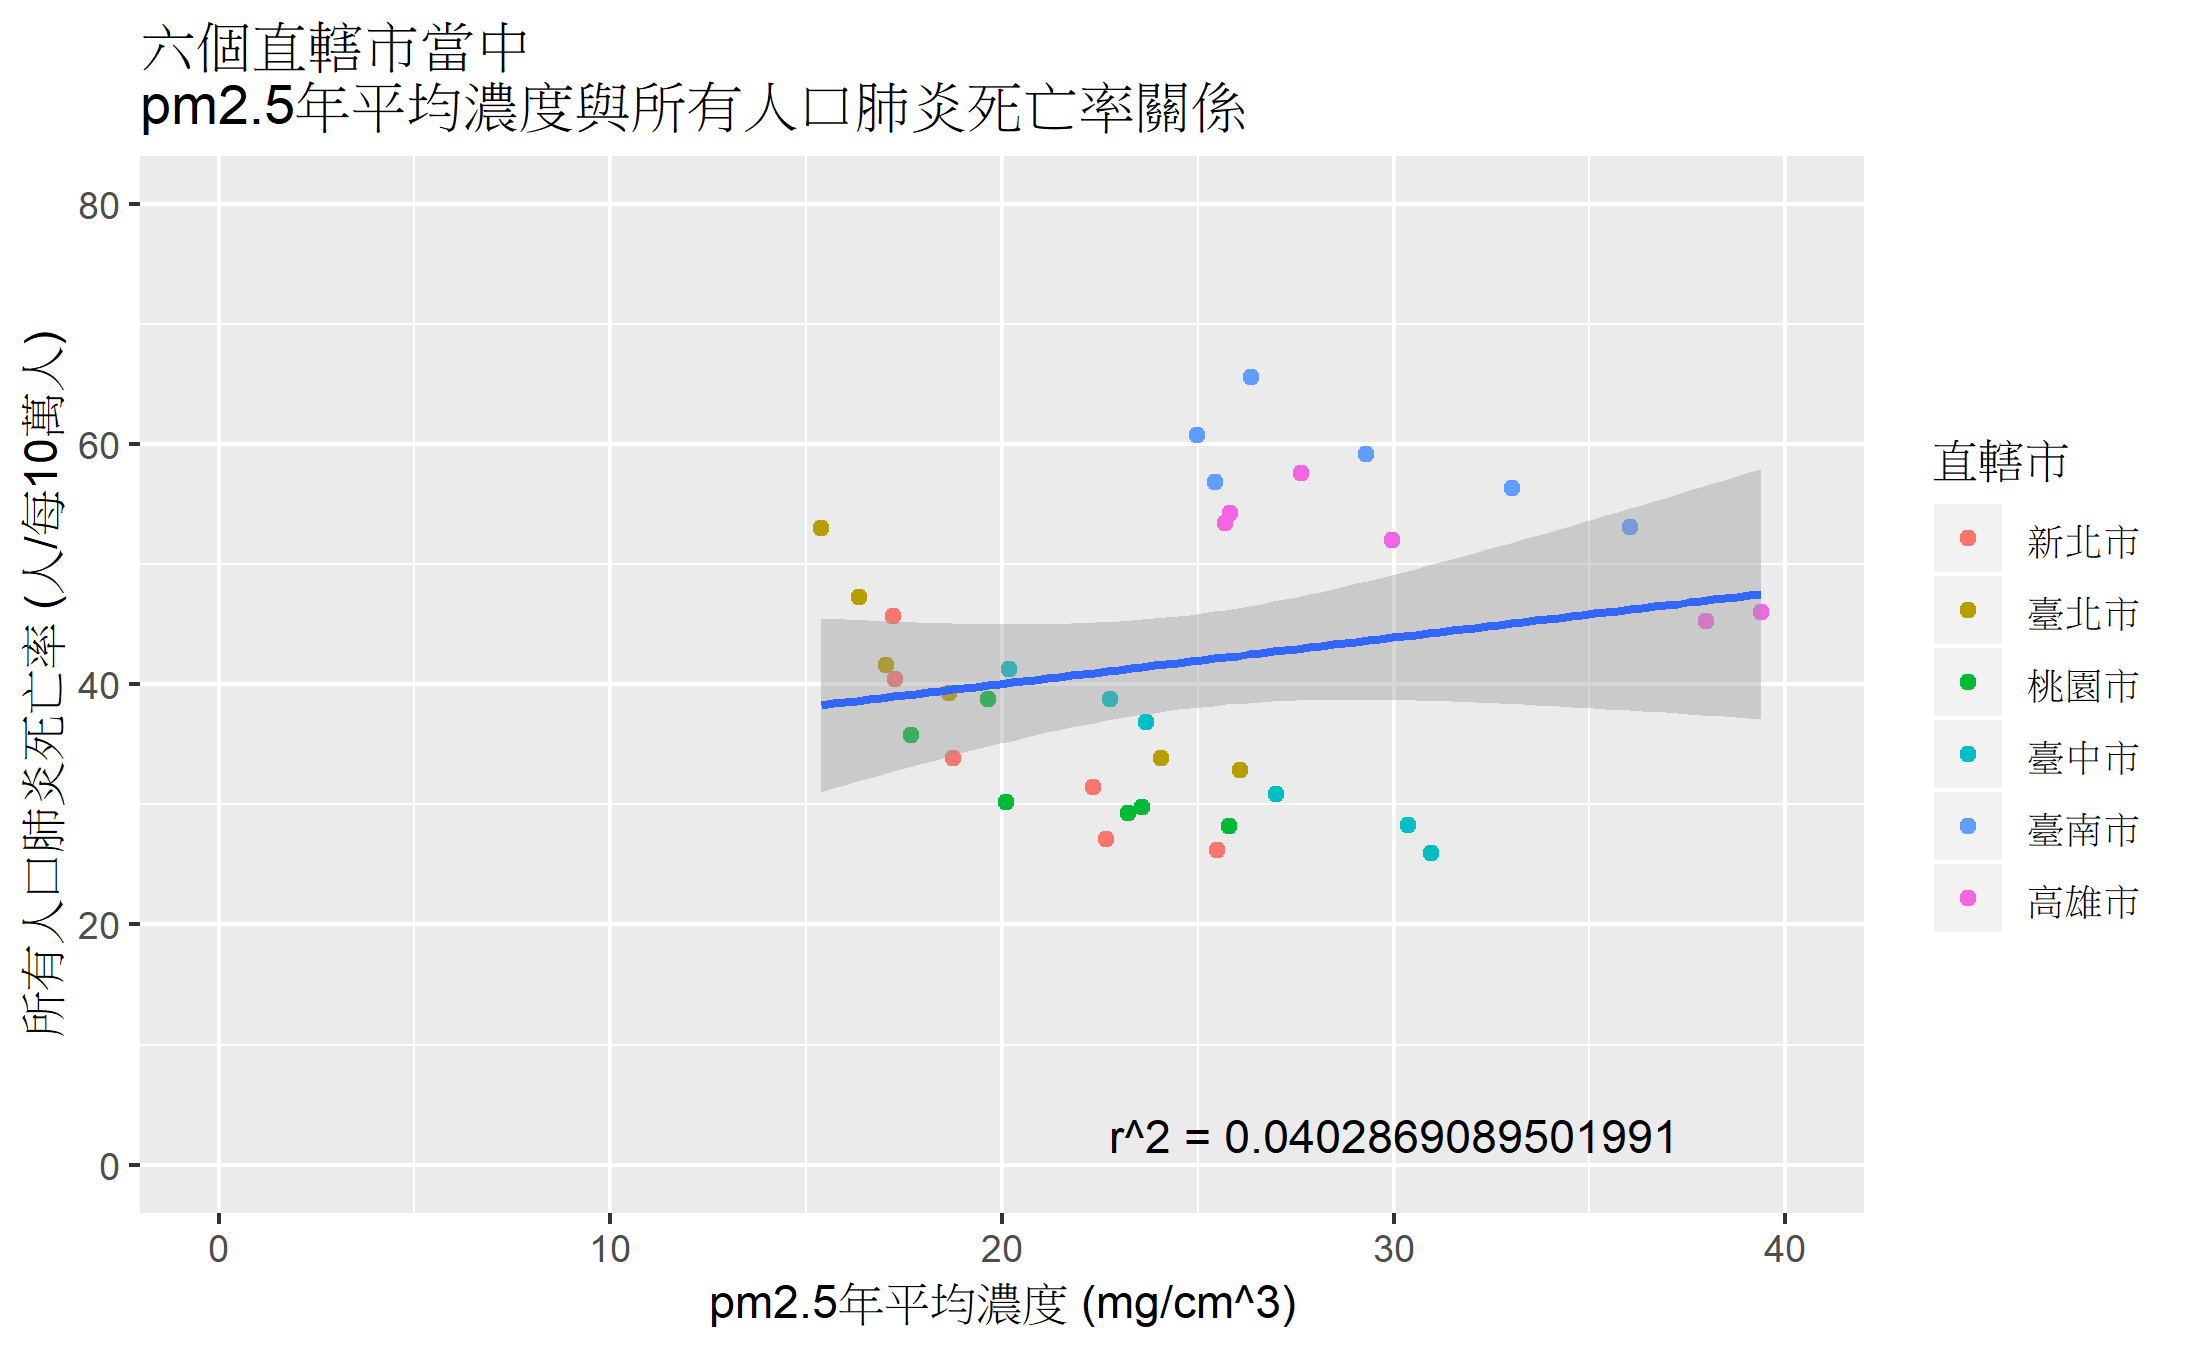 六個直轄市當中
pm2.5年平均濃度與所有人口肺炎死亡率關係
所有人口肺炎死亡率 (人/每10萬人)
80
60
40
20
0
r^2 = 0.0402869089501991
0 10 20 30 40
pm2.5年平均濃度 (mg/cm^3)
直轄市
新北市
臺北市
桃園市
臺中市
臺南市
高雄市